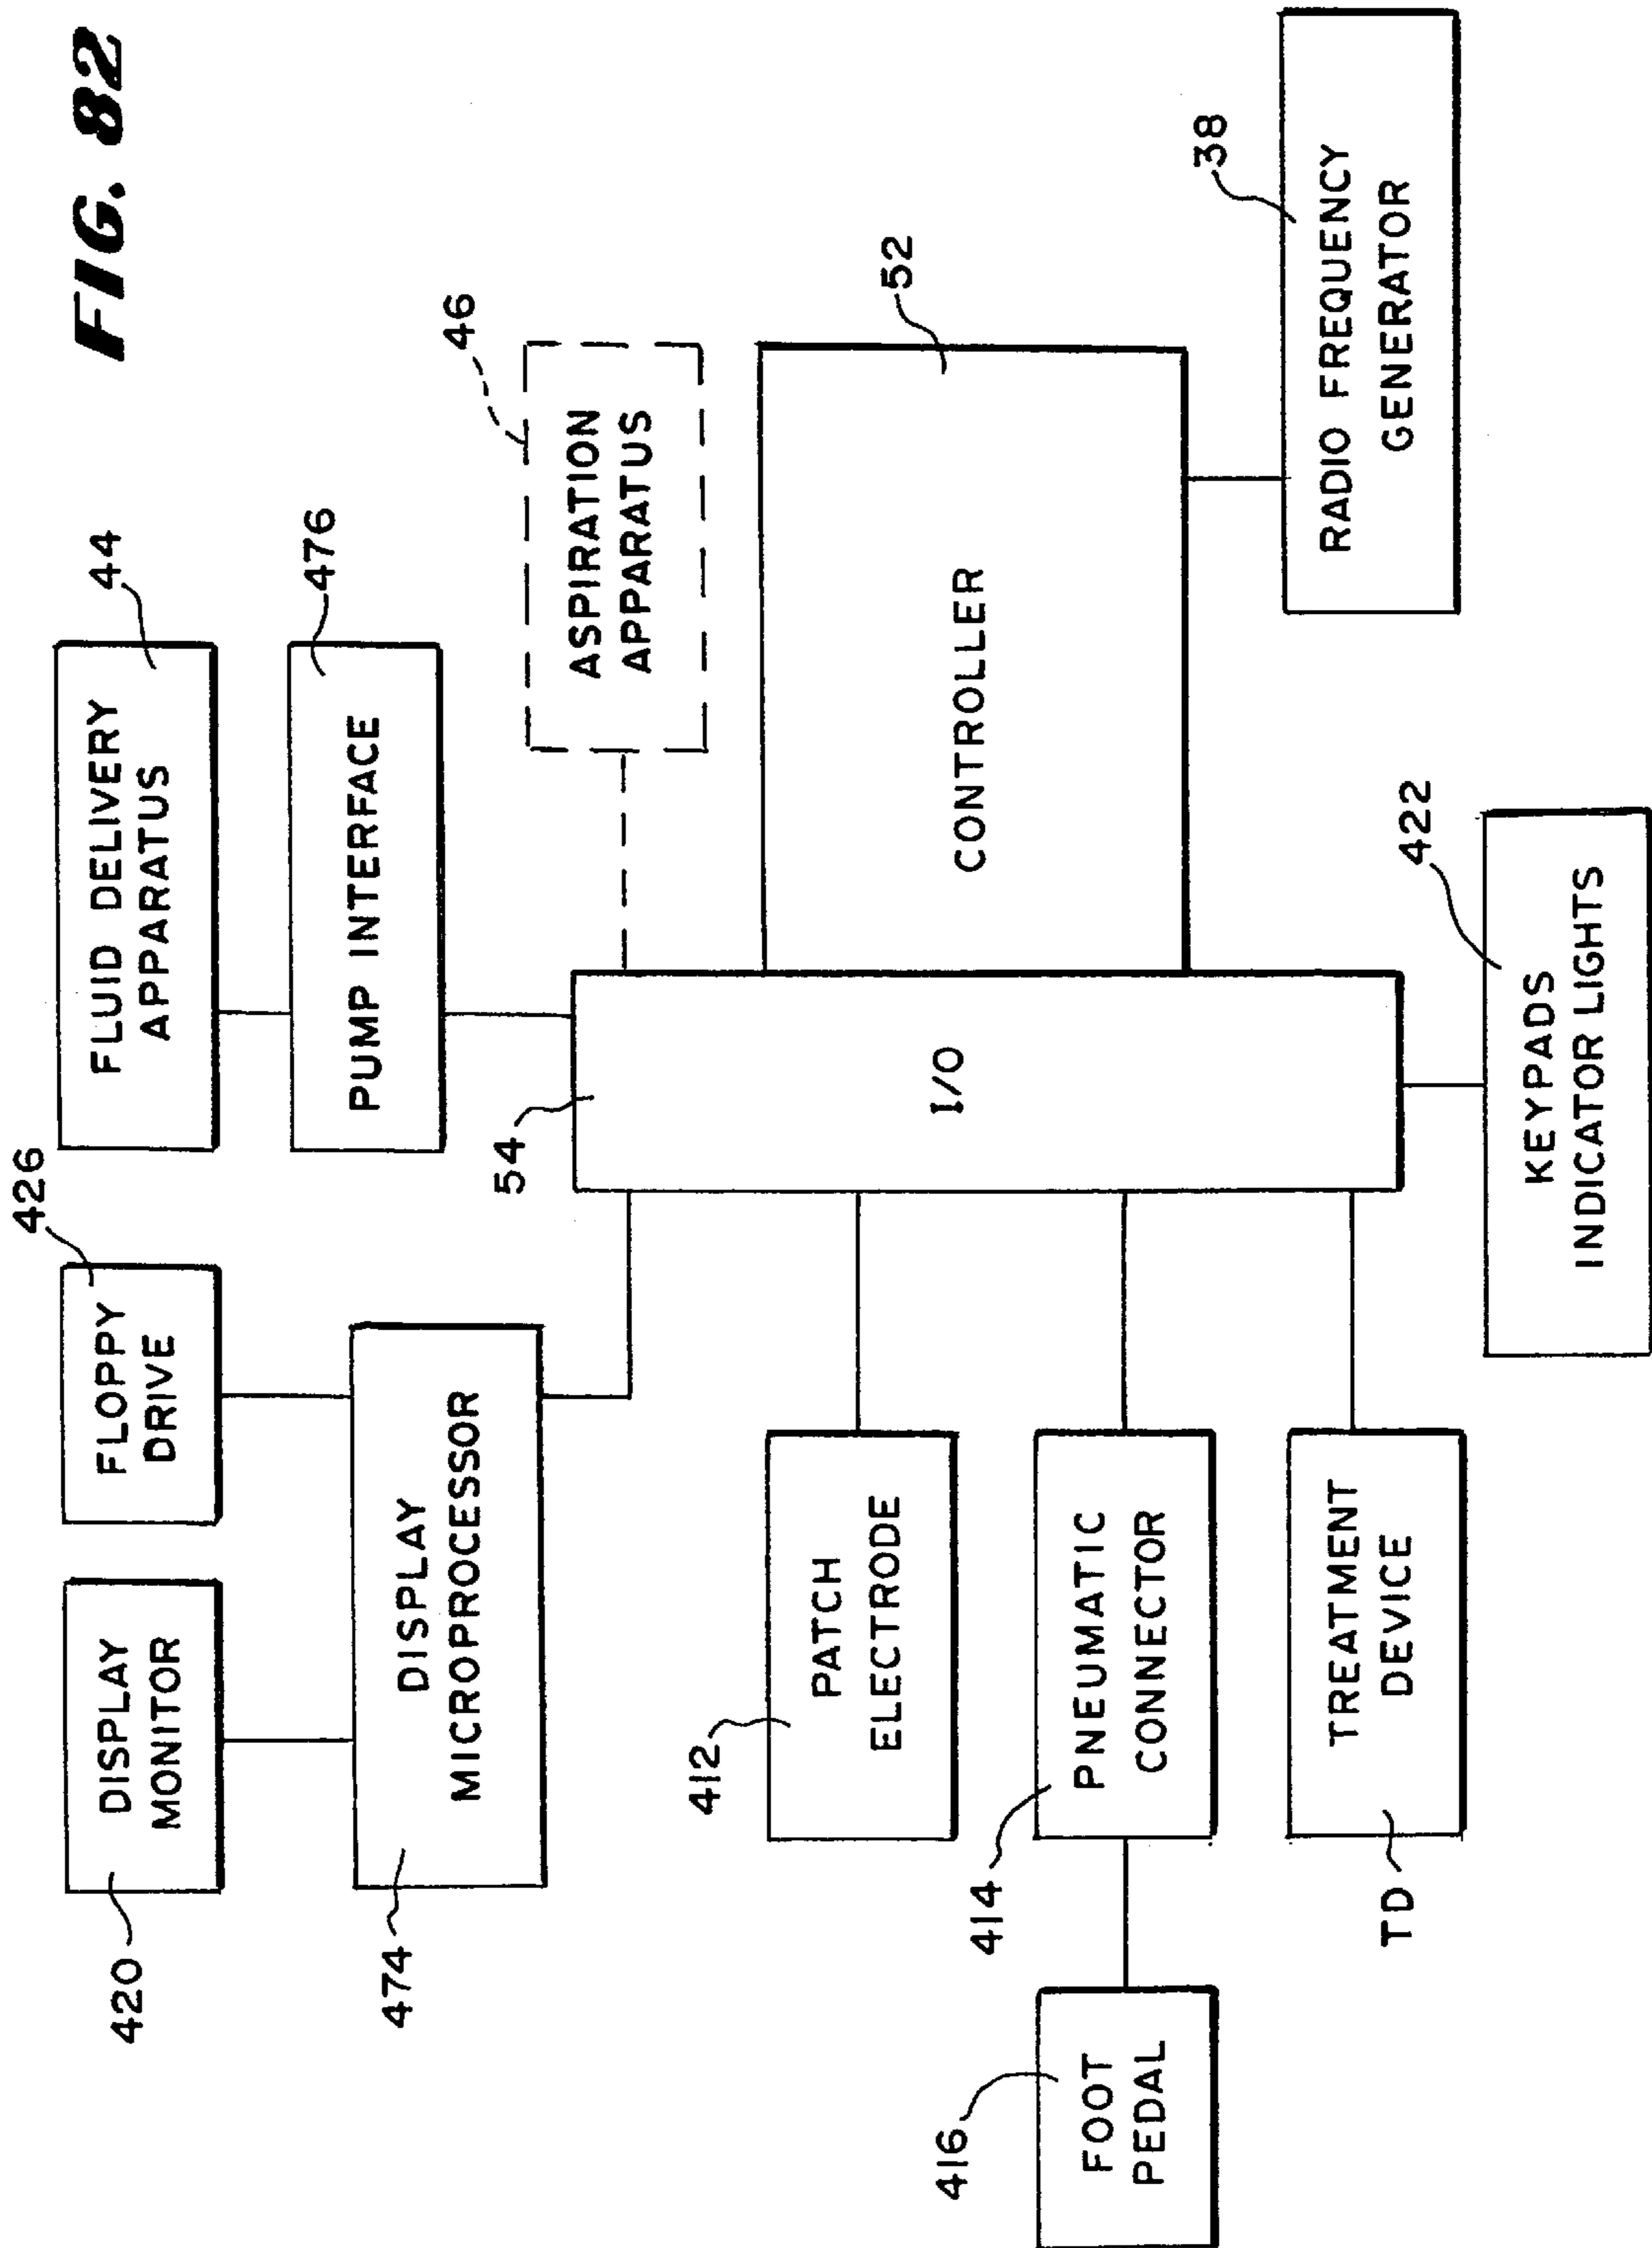 FIG. 82
420
DISPLAY
MONITOR
426
FLOPPY
DRIVE
44
FLUID DELIVERY
APPARATUS
474
DISPLAY
MICROPROCESSOR
476
PUMP INTERFACE
46
ASPIRATION
APPARATUS
54
I/O
52
CONTROLLER
412
PATCH
ELECTRODE
416
FOOT
PEDAL
414
PNEUMATIC
CONNECTOR
TD
TREATMENT
DEVICE
422
KEYPADS
INDICATOR LIGHTS
38
RADIO FREQUENCY
GENERATOR